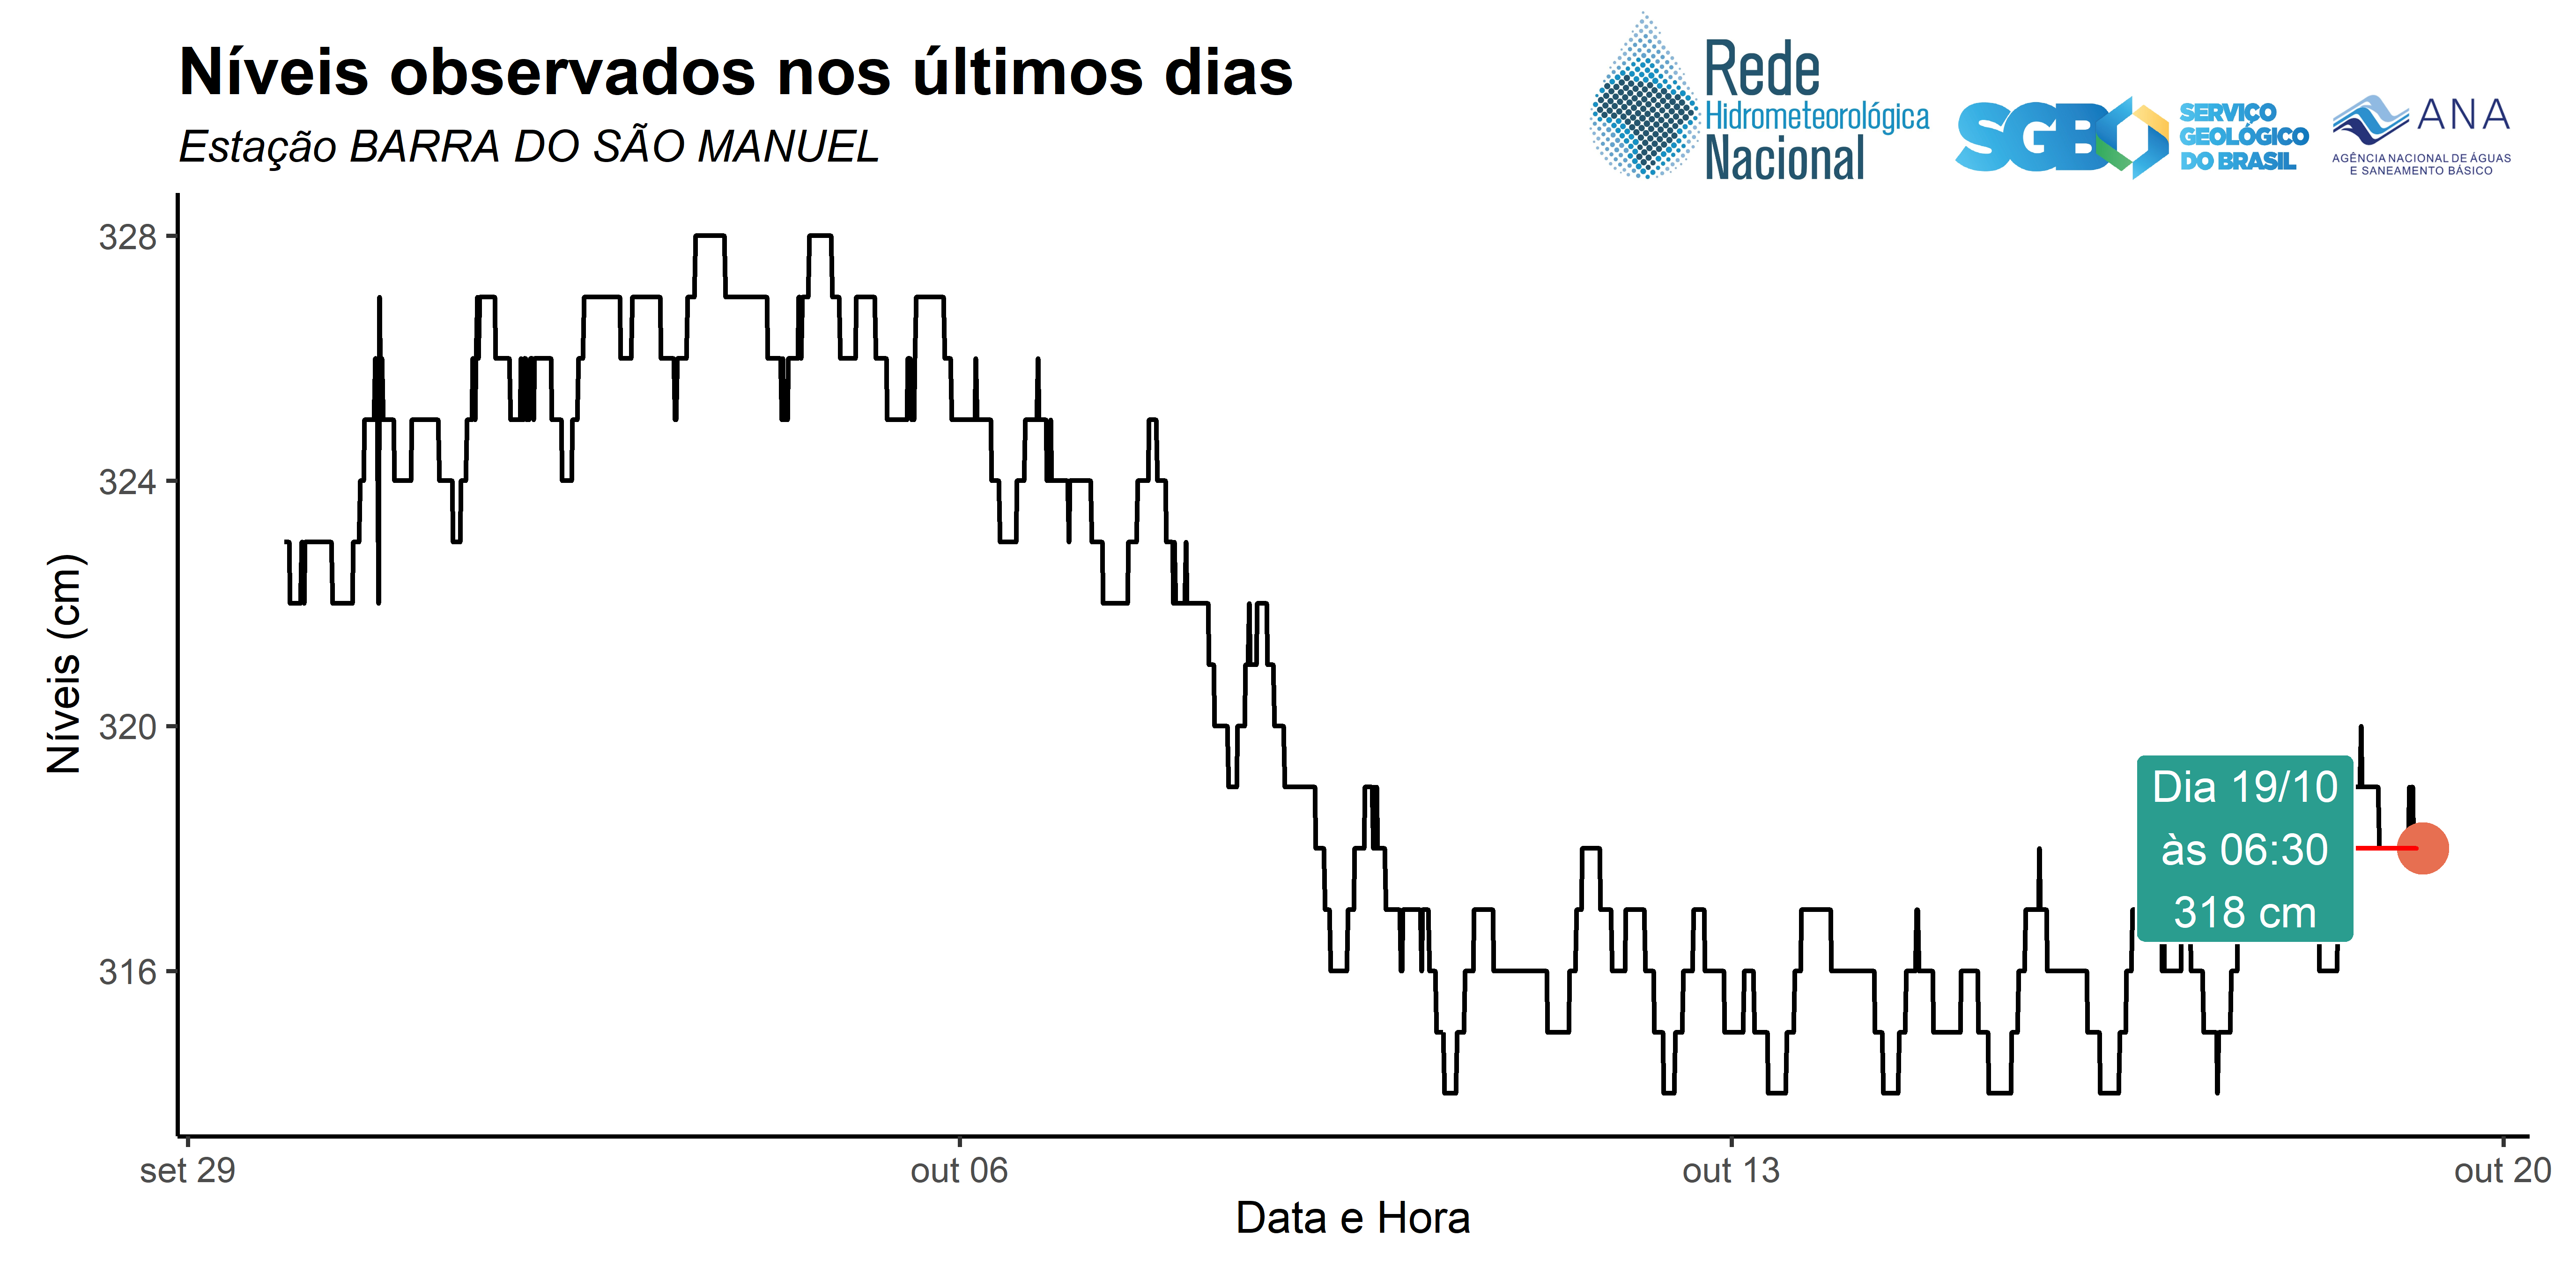 Níveis observados nos últimos dias
Estação BARRA DO SÃO MANUEL
Rede
Hidrometeorológica
Nacional
SGB
SERVIÇO
GEOLÓGICO
DO BRASIL
ANA
AGÊNCIA NACIONAL DE ÁGUAS
E SANEAMENTO BÁSICO
Níveis (cm)
328
324
320
316
Dia 19/10
às 06:30
318 cm
set 29
out 06
out 13
out 20
Data e Hora